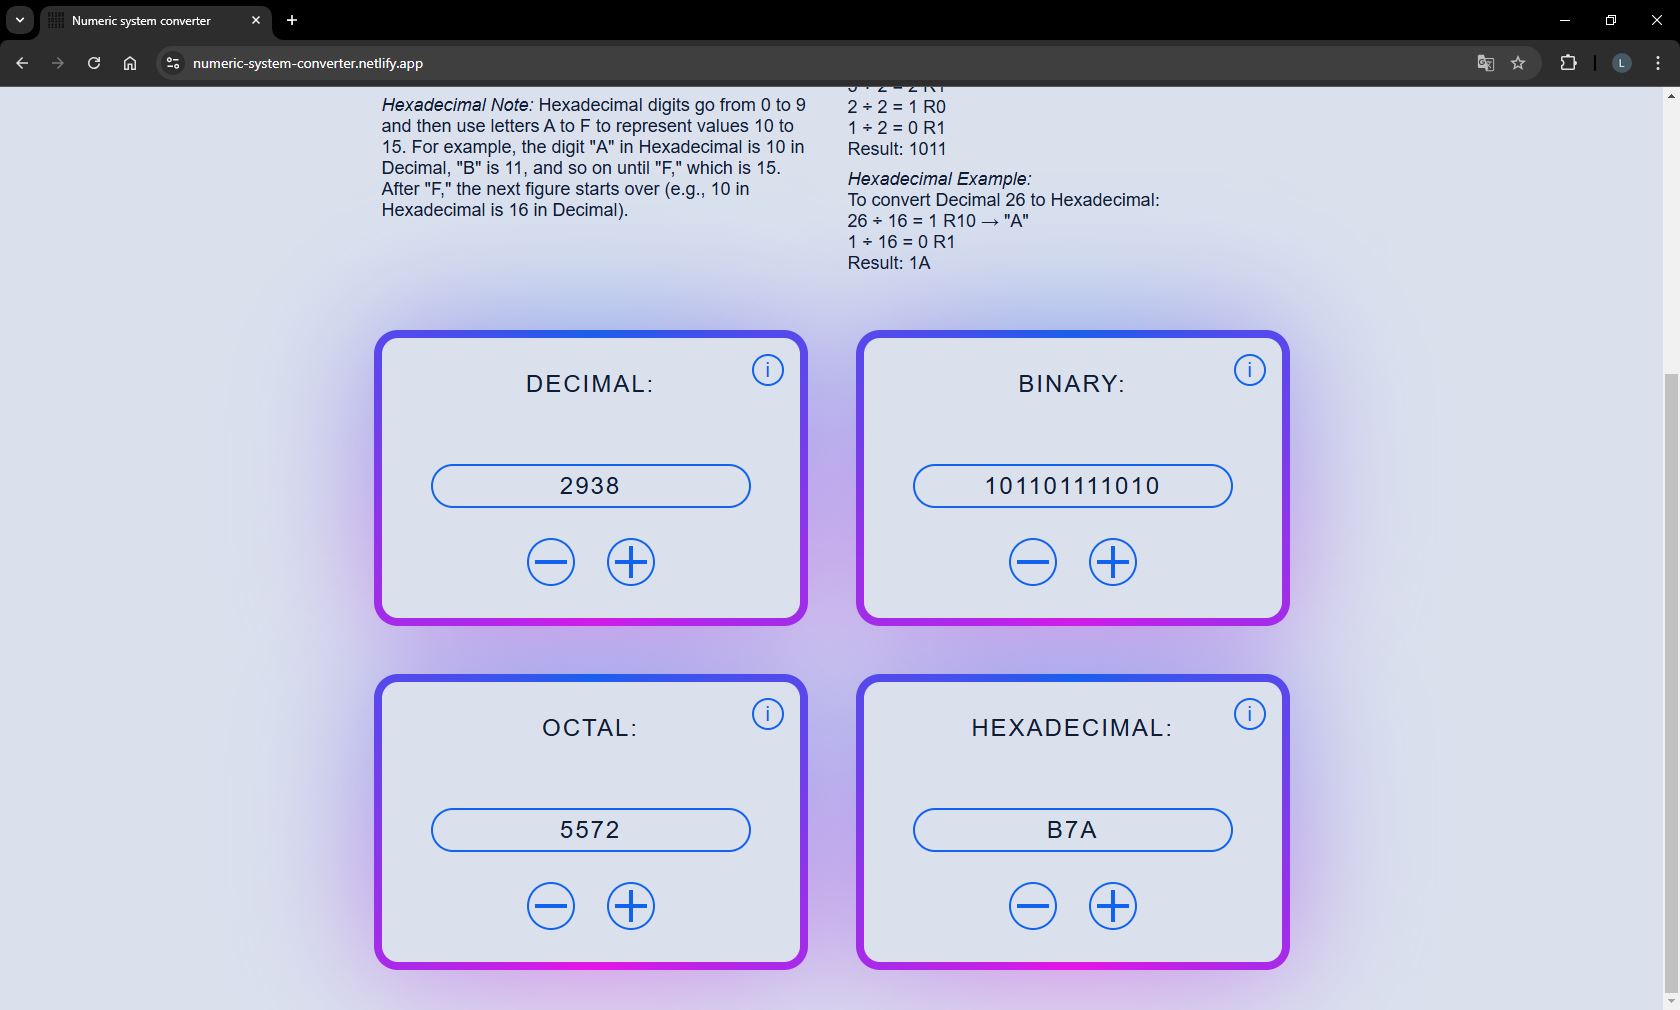 Numeric system converter
numeric-system-converter.netlify.app
L
Hexadecimal Note: Hexadecimal digits go from 0 to 9
and then use letters A to F to represent values 10 to
15. For example, the digit "A" in Hexadecimal is 10 in
Decimal, "B" is 11, and so on until "F," which is 15.
After "F," the next figure starts over (e.g., 10 in
Hexadecimal is 16 in Decimal).
2 ÷ 2 = 1 R0
1 ÷ 2 = 0 R1
Result: 1011
Hexadecimal Example:
To convert Decimal 26 to Hexadecimal:
26 ÷ 16 = 1 R10 → "A"
1 ÷ 16 = 0 R1
Result: 1A
DECIMAL:
i
2938
BINARY:
i
101101111010
OCTAL:
i
5572
HEXADECIMAL:
i
B7A